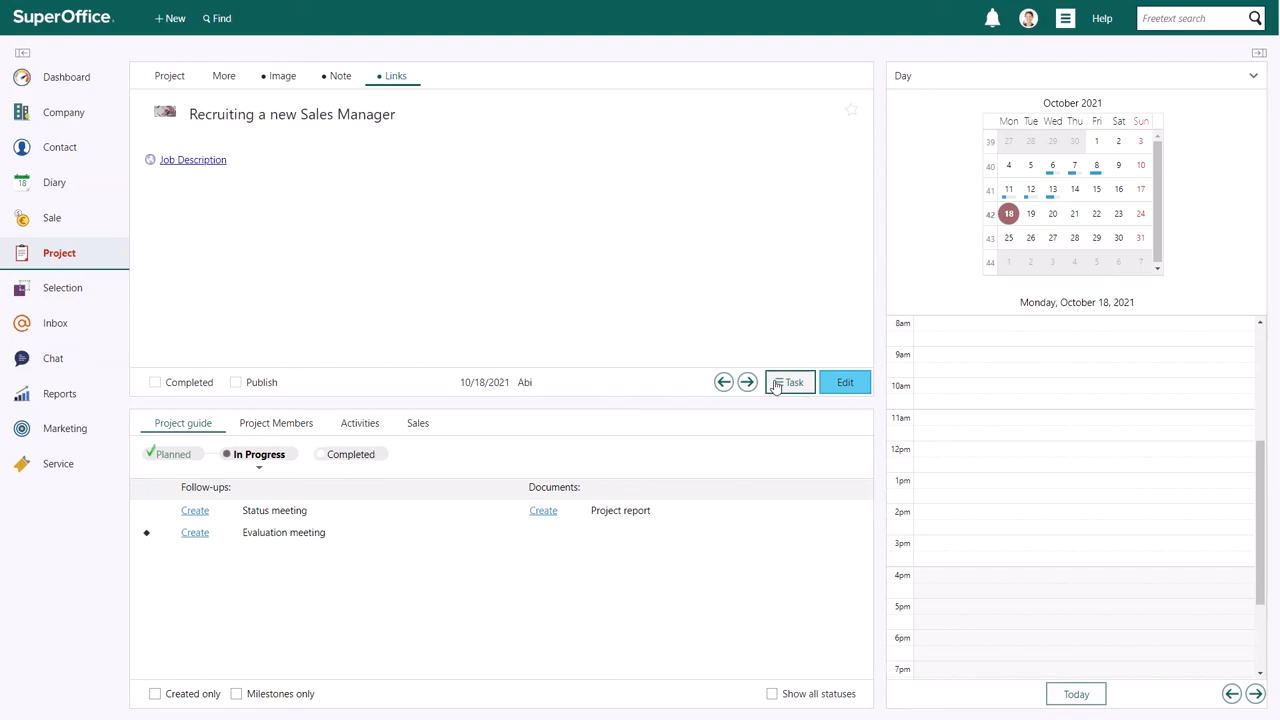 SuperOffice.
+ New
Find
Help
Freetext search
Dashboard
Company
Contact
18
Diary
Sale
Project
Selection
Inbox
Chat
Reports
Marketing
Service
Project
More
Image
Note
Links
Recruiting a new Sales Manager
Job Description
Completed
Publish
10/18/2021
Abi
Task
Edit
Project guide
Project Members
Activities
Sales
Planned
In Progress
Completed
Follow-ups:
Documents:
Create
Status meeting
Create
Project report
Create
Evaluation meeting
Created only
Milestones only
Show all statuses
Day
October 2021
Mon Tue Wed Thu Fri Sat Sun
39 27 28 29 30 1 2 3
40 4 5 6 7 8 9 10
41 11 12 13 14 15 16 17
42 18 19 20 21 22 23 24
43 25 26 27 28 29 30 31
44 1 2 3 4 5 6 7
Monday, October 18, 2021
8am
9am
10am
11am
12pm
1pm
2pm
3pm
4pm
5pm
6pm
7pm
Today